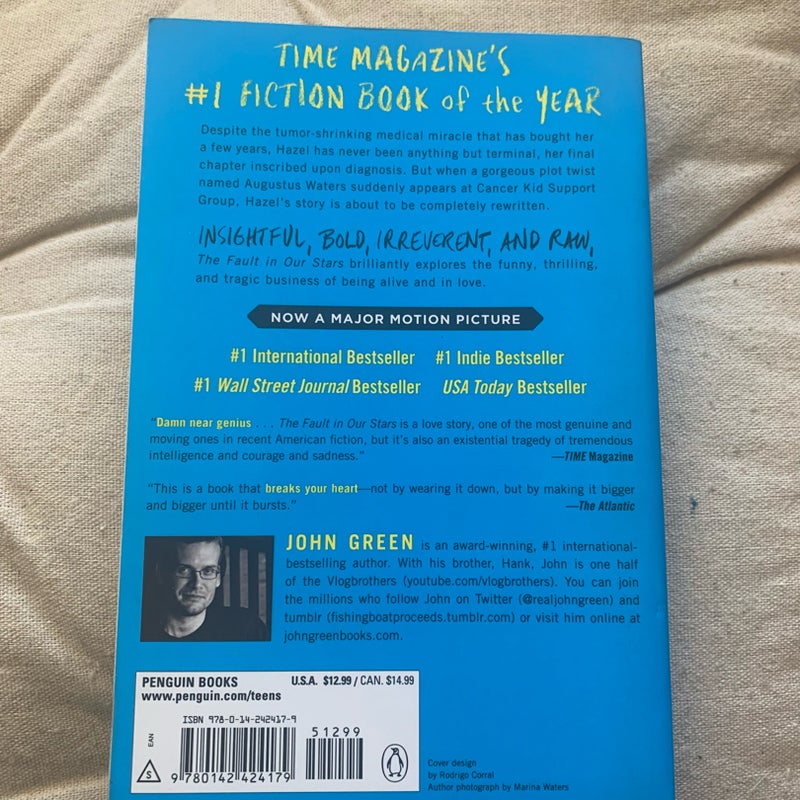 TIME MAGAZINE'S
#1 FICTION BOOK of the YEAR
Despite the tumor-shrinking medical miracle that has bought her
a few years, Hazel has never been anything but terminal, her final
chapter inscribed upon diagnosis. But when a gorgeous plot twist
named Augustus Waters suddenly appears at Cancer Kid Support
Group, Hazel's story is about to be completely rewritten.
INSIGHTFUL, BOLD, IRREVERENT, AND RAW,
The Fault in Our Stars brilliantly explores the funny, thrilling,
and tragic business of being alive and in love.
NOW A MAJOR MOTION PICTURE
#1 International Bestseller #1 Indie Bestseller
#1 Wall Street Journal Bestseller USA Today Bestseller
"Damn near genius . . . The Fault in Our Stars is a love story, one of the most genuine and
moving ones in recent American fiction, but it's also an existential tragedy of tremendous
intelligence and courage and sadness." —TIME Magazine
"This is a book that breaks your heart—not by wearing it down, but by making it bigger
and bigger until it bursts." —The Atlantic
JOHN GREEN is an award-winning, #1 international-
bestselling author. With his brother, Hank, John is one half
of the Vlogbrothers (youtube.com/vlogbrothers). You can join
the millions who follow John on Twitter (@realjohngreen) and
tumblr (fishingboatproceeds.tumblr.com) or visit him online at
johngreenbooks.com.
PENGUIN BOOKS U.S.A. $12.99 / CAN. $14.99
www.penguin.com/teens
ISBN 978-0-14-242417-9
51299
EAN
S
9 780142 424179
Cover design
by Rodrigo Corral
Author photograph by Marina Waters